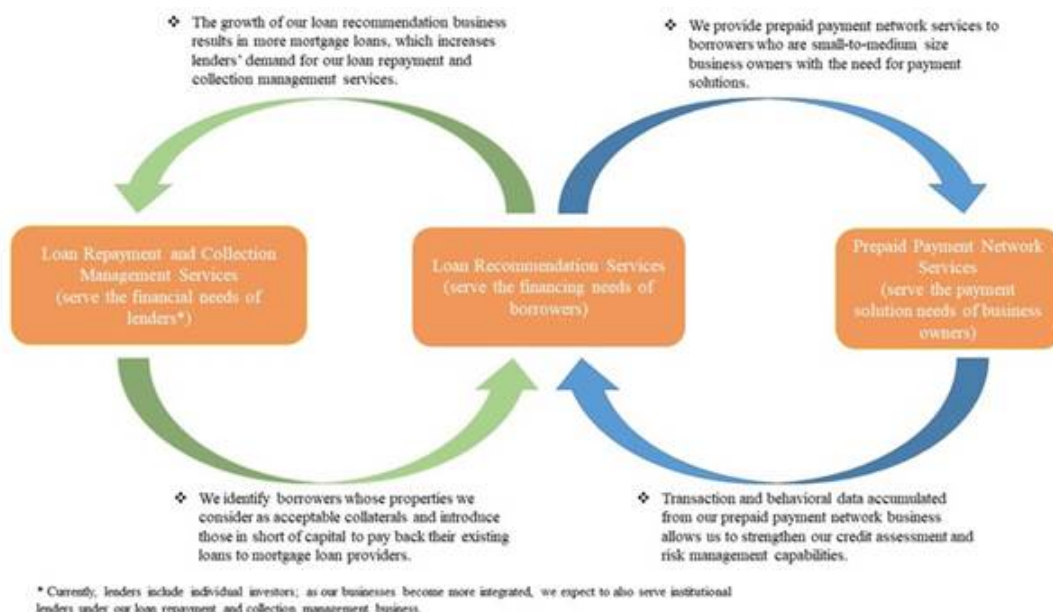 ❖ The growth of our loan recommendation business
results in more mortgage loans, which increases
lenders' demand for our loan repayment and
collection management services.
❖ We provide prepaid payment network services to
borrowers who are small-to-medium size
business owners with the need for payment
solutions.
Loan Repayment and Collection
Management Services
(serve the financial needs of
lenders*)
Loan Recommendation Services
(serve the financing needs of
borrowers)
Prepaid Payment Network
Services
(serve the payment
solution needs of business
owners)
❖ We identify borrowers whose properties we
consider as acceptable collaterals and introduce
those in short of capital to pay back their existing
loans to mortgage loan providers.
❖ Transaction and behavioral data accumulated
from our prepaid payment network business
allows us to strengthen our credit assessment and
risk management capabilities.
* Currently, lenders include individual investors; as our businesses become more integrated, we expect to also serve institutional
lenders under our loan repayment and collection management business.